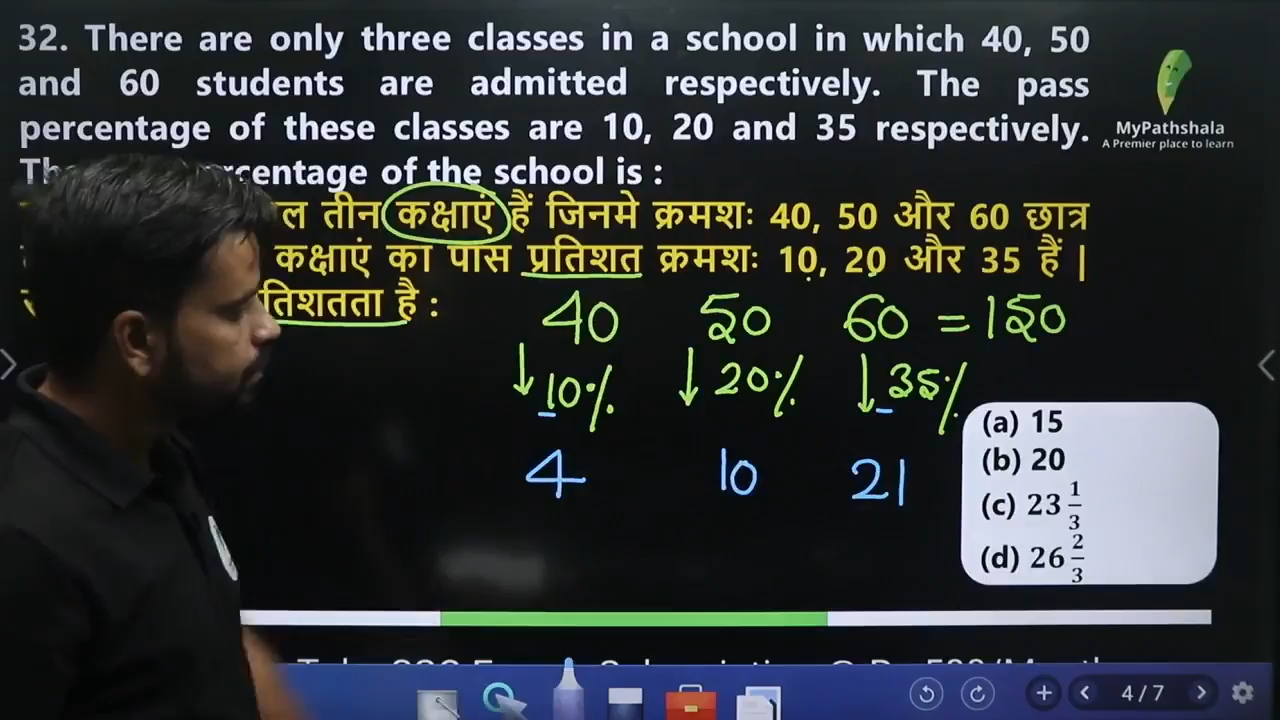 32. There are only three classes in a school in which 40, 50
and 60 students are admitted respectively. The pass
percentage of these classes are 10, 20 and 35 respectively.
of the school is :
तीन कक्षाएं हैं जिनमे क्रमशः 40, 50 और 60 छात्र
कक्षाएं का पास प्रतिशत क्रमशः 10, 20 और 35 हैं |
है :
MyPathshala
A Premier place to learn
40 50 60 = 150
↓10% ↓20% ↓35%
4 10 21
(a) 15
(b) 20
(c) 23 1/3
(d) 26 2/3
4 / 7